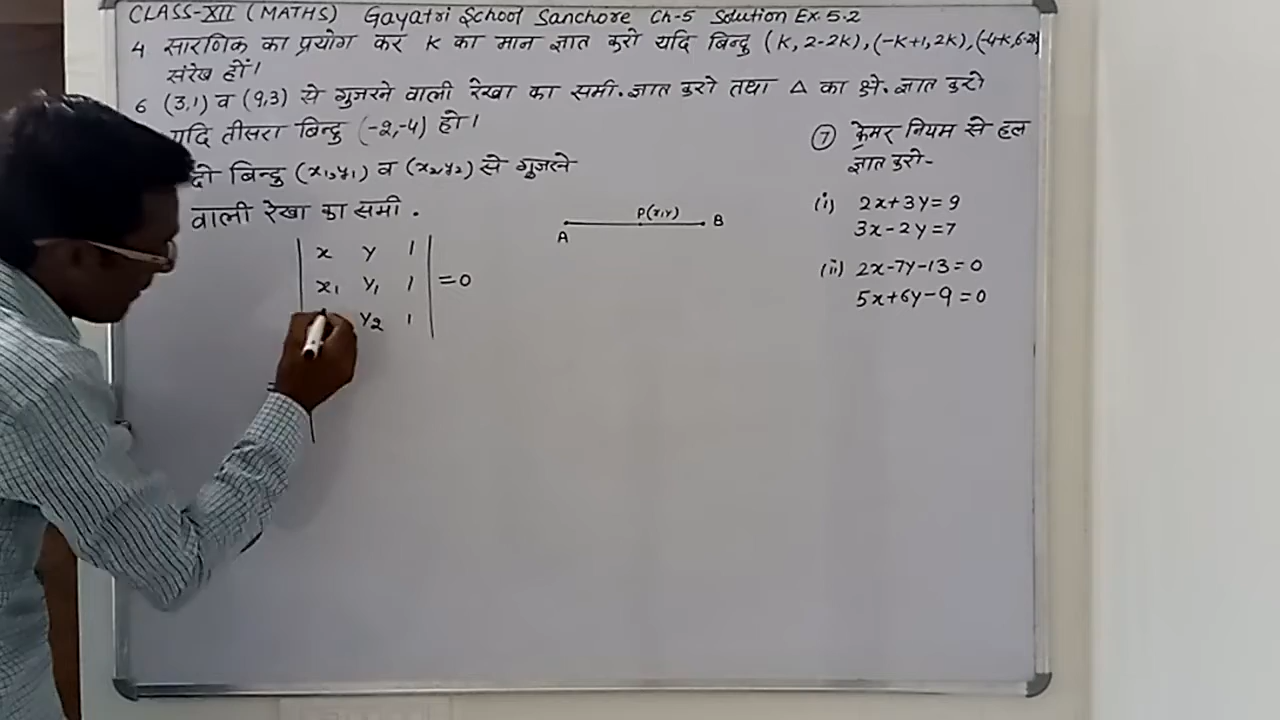 CLASS-XII (MATHS) Gayatri School Sanchore Ch-5 Solution Ex. 5.2
4 सारणिक का प्रयोग कर K का मान ज्ञात करो यदि बिन्दु (K, 2-2K), (-K+1, 2K), (-4-K, 6-2K)
संरेख हों।
6 (3,1) व (9,3) से गुजरने वाली रेखा का समी. ज्ञात करो तथा Δ का क्षे. ज्ञात करो
यदि तीसरा बिन्दु (-2,-4) हो।
दो बिन्दु (x₁,y₁) व (x₂,y₂) से गुजरने
वाली रेखा का समी.
x y 1
x₁ y₁ 1 =0
y₂ 1
A P(x,y) B
⑦ क्रेमर नियम से हल
ज्ञात करो-
(i) 2x+3y=9
3x-2y=7
(ii) 2x-7y-13=0
5x+6y-9=0